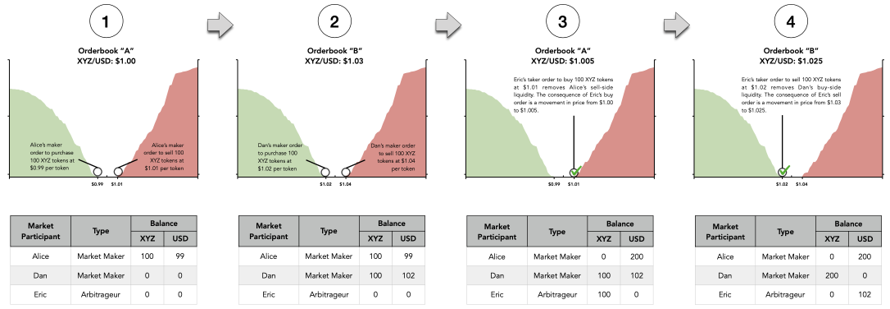 1
2
3
4
Orderbook “A”
XYZ/USD: $1.00
Alice's maker
order to purchase
100 XYZ tokens at
$0.99 per token
Alice's maker
order to sell 100
XYZ tokens at
$1.01 per token
$0.99
$1.01
Orderbook “B”
XYZ/USD: $1.03
Dan's maker order
to purchase 100
XYZ tokens at
$1.02 per token
Dan's maker order
to sell 100 XYZ
tokens at $1.04
per token
$1.02
$1.04
Orderbook “A”
XYZ/USD: $1.005
Eric's taker order to buy 100 XYZ tokens
at $1.01 removes Alice's sell-side
liquidity. The consequence of Eric's buy
order is a movement in price from $1.00
to $1.005.
$0.99
$1.01
Orderbook “B”
XYZ/USD: $1.025
Eric's taker order to sell 100 XYZ tokens
at $1.02 removes Dan's buy-side
liquidity. The consequence of Eric's sell
order is a movement in price from $1.03
to $1.025.
$1.02
$1.04
Market Participant Type Balance
XYZ USD
Alice Market Maker 100 99
Dan Market Maker 0 0
Eric Arbitrageur 0 0
Market Participant Type Balance
XYZ USD
Alice Market Maker 100 99
Dan Market Maker 100 102
Eric Arbitrageur 0 0
Market Participant Type Balance
XYZ USD
Alice Market Maker 0 200
Dan Market Maker 100 102
Eric Arbitrageur 100 0
Market Participant Type Balance
XYZ USD
Alice Market Maker 0 200
Dan Market Maker 200 0
Eric Arbitrageur 0 102